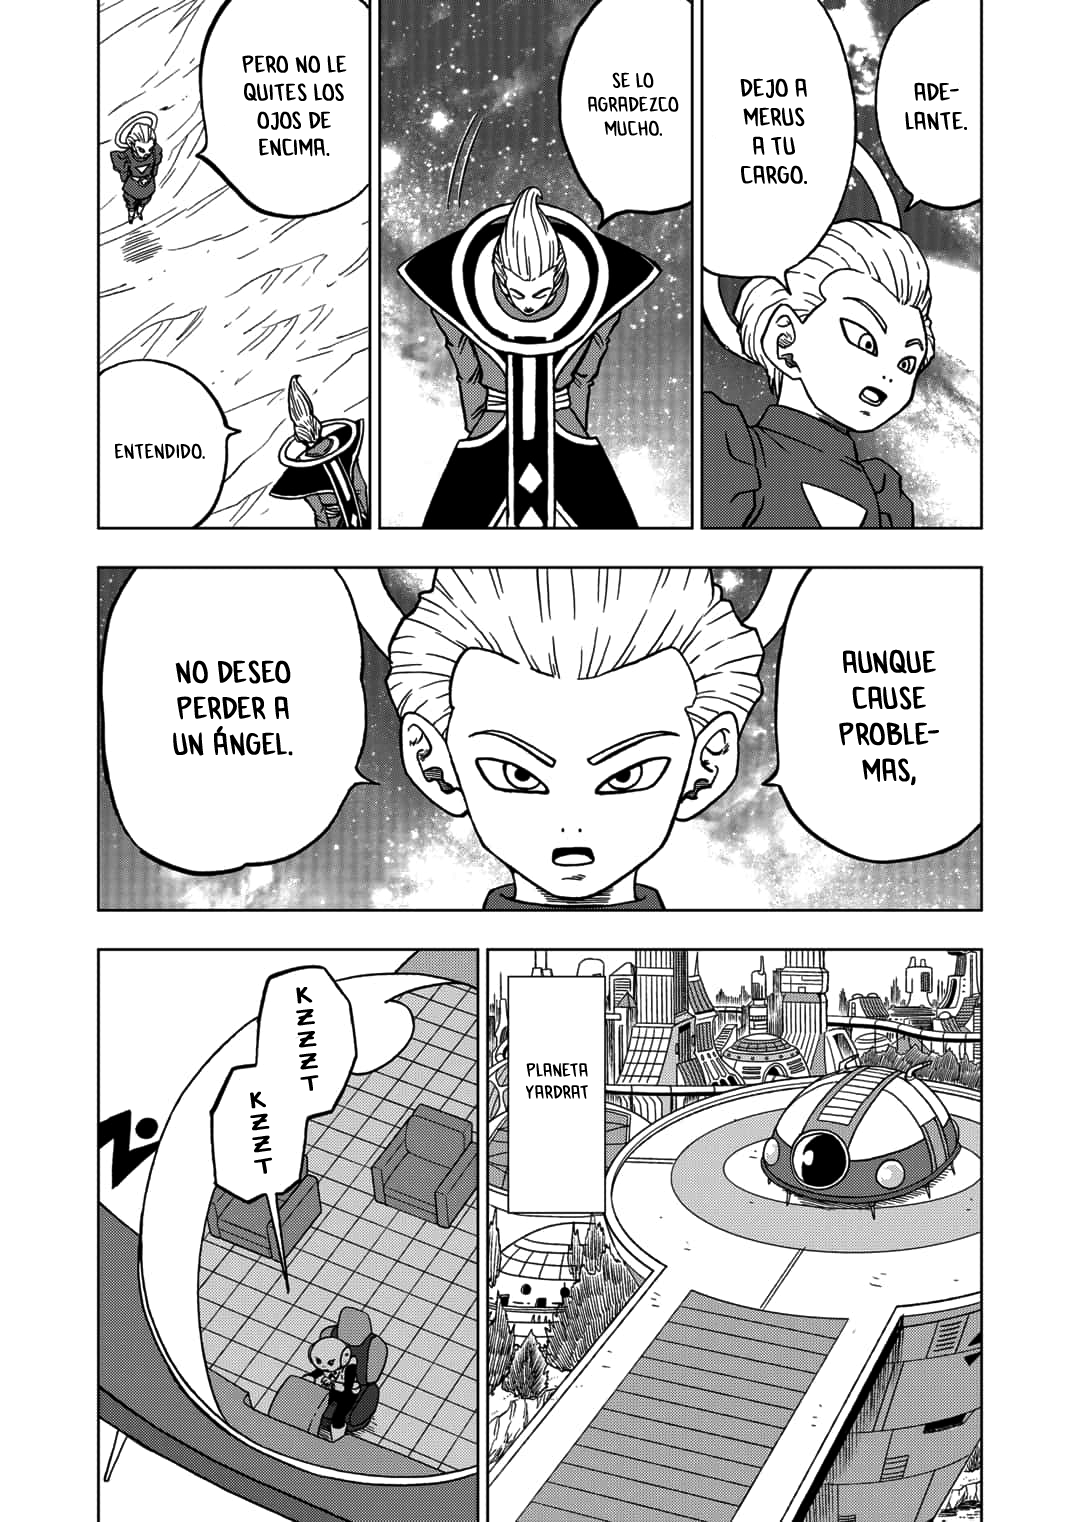 ADE-
LANTE.
DEJO A
MERUS
A TU
CARGO.
SE LO
AGRADEZCO
MUCHO.
PERO NO LE
QUITES LOS
OJOS DE
ENCIMA.
ENTENDIDO.
AUNQUE
CAUSE
PROBLE-
MAS,
NO DESEO
PERDER A
UN ÁNGEL.
PLANETA
YARDRAT
KZZZT
KZZT